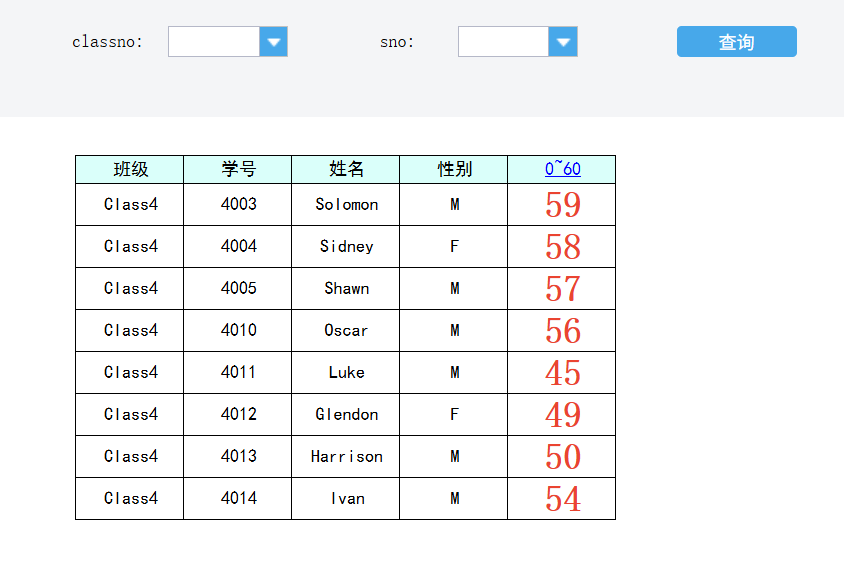 classno: sno: 查询
班级 学号 姓名 性别 0~60
Class4 4003 Solomon M 59
Class4 4004 Sidney F 58
Class4 4005 Shawn M 57
Class4 4010 Oscar M 56
Class4 4011 Luke M 45
Class4 4012 Glendon F 49
Class4 4013 Harrison M 50
Class4 4014 Ivan M 54